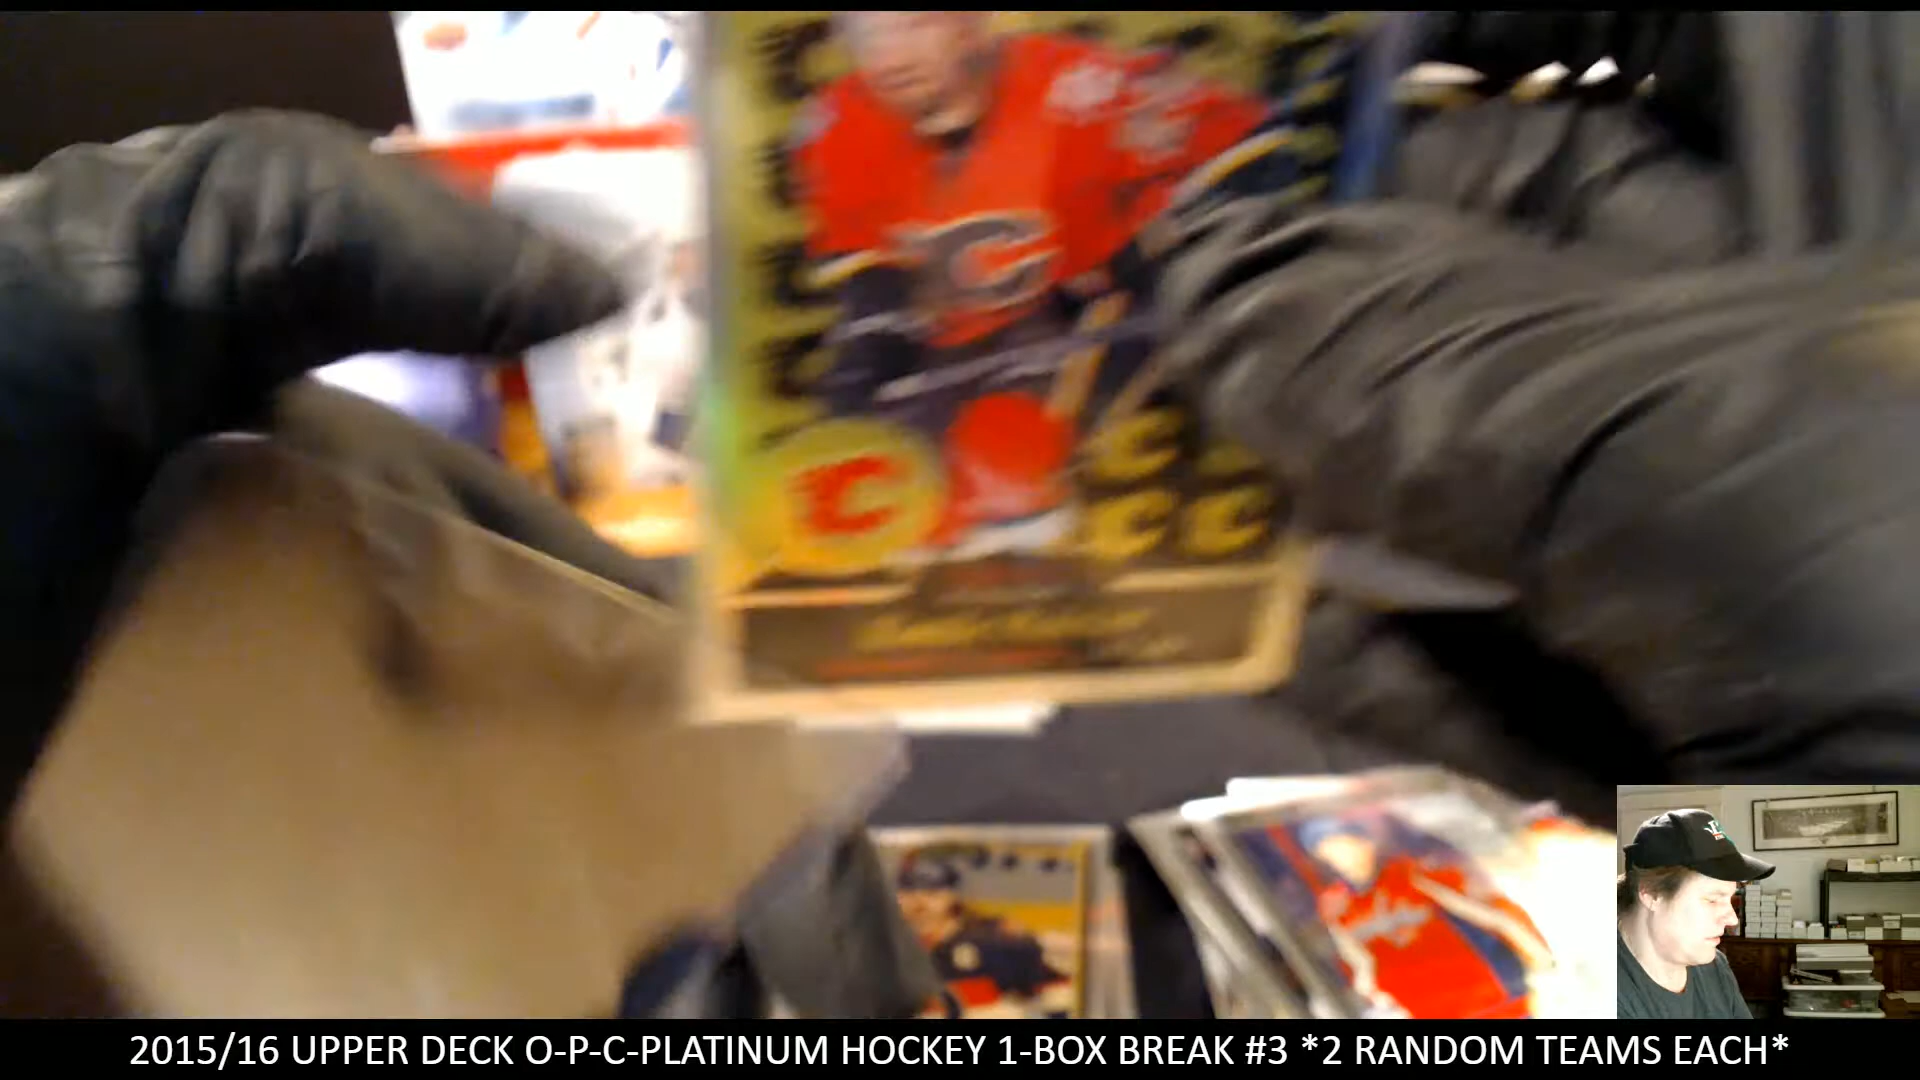 2015/16 UPPER DECK O-P-C-PLATINUM HOCKEY 1-BOX BREAK #3 *2 RANDOM TEAMS EACH*